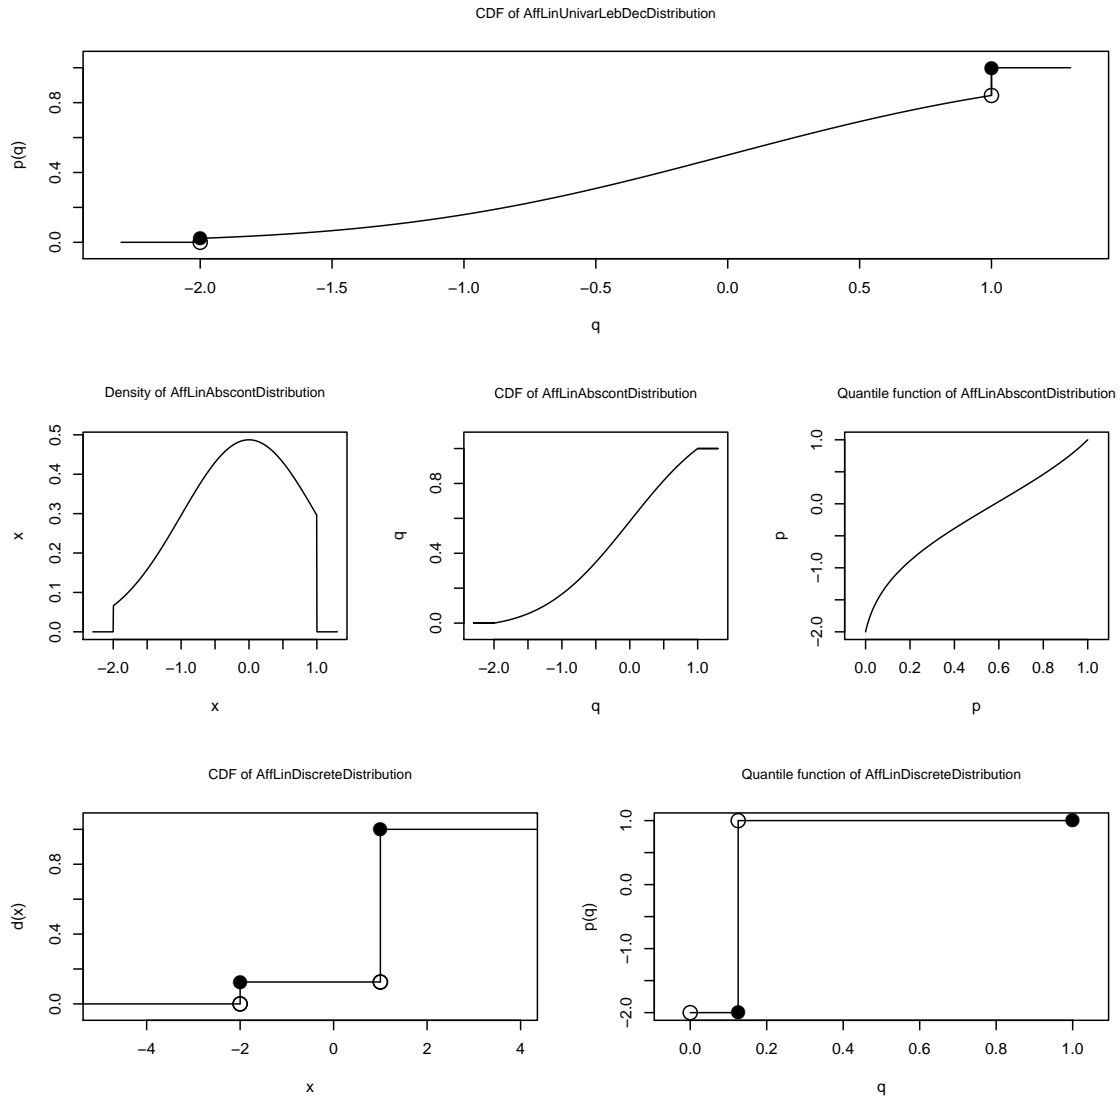 CDF of AffLinUnivarLebDecDistribution
p(q)
0.0 0.4 0.8
−2.0 −1.5 −1.0 −0.5 0.0 0.5 1.0
q
Density of AffLinAbscontDistribution
x
0.0 0.1 0.2 0.3 0.4 0.5
−2.0 −1.0 0.0 1.0
x
CDF of AffLinAbscontDistribution
q
0.0 0.4 0.8
−2.0 −1.0 0.0 1.0
q
Quantile function of AffLinAbscontDistribution
p
−2.0 −1.0 0.0 1.0
0.0 0.2 0.4 0.6 0.8 1.0
p
CDF of AffLinDiscreteDistribution
d(x)
0.0 0.4 0.8
−4 −2 0 2 4
x
Quantile function of AffLinDiscreteDistribution
p(q)
−2.0 −1.0 0.0 1.0
0.0 0.2 0.4 0.6 0.8 1.0
q